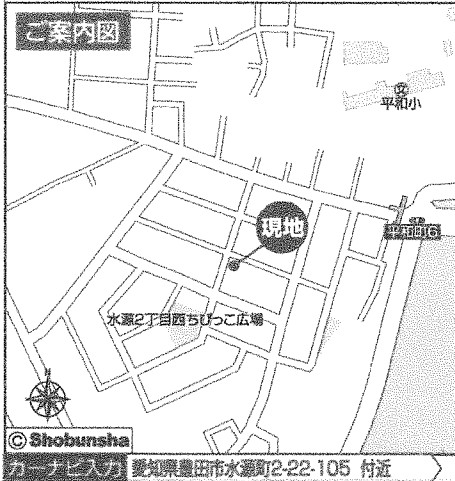 ご案内図
平和小
現地
平和町6
水源2丁目西ちびっこ広場
© Shobunsha
カーナビ入力 愛知県豊田市水源町2-22-105 付近